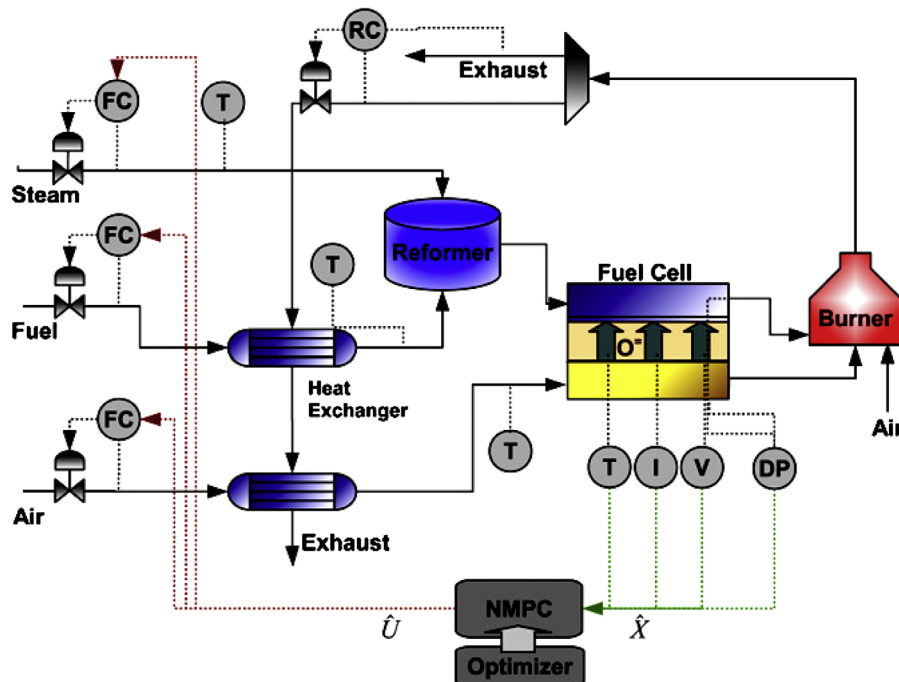 RC
Exhaust
FC
T
Steam
FC
Reformer
T
Fuel Cell
Fuel
Burner
O=
Heat
Exchanger
FC
Air
T
T
I
V
DP
Air
Exhaust
NMPC
Û
X̂
Optimizer